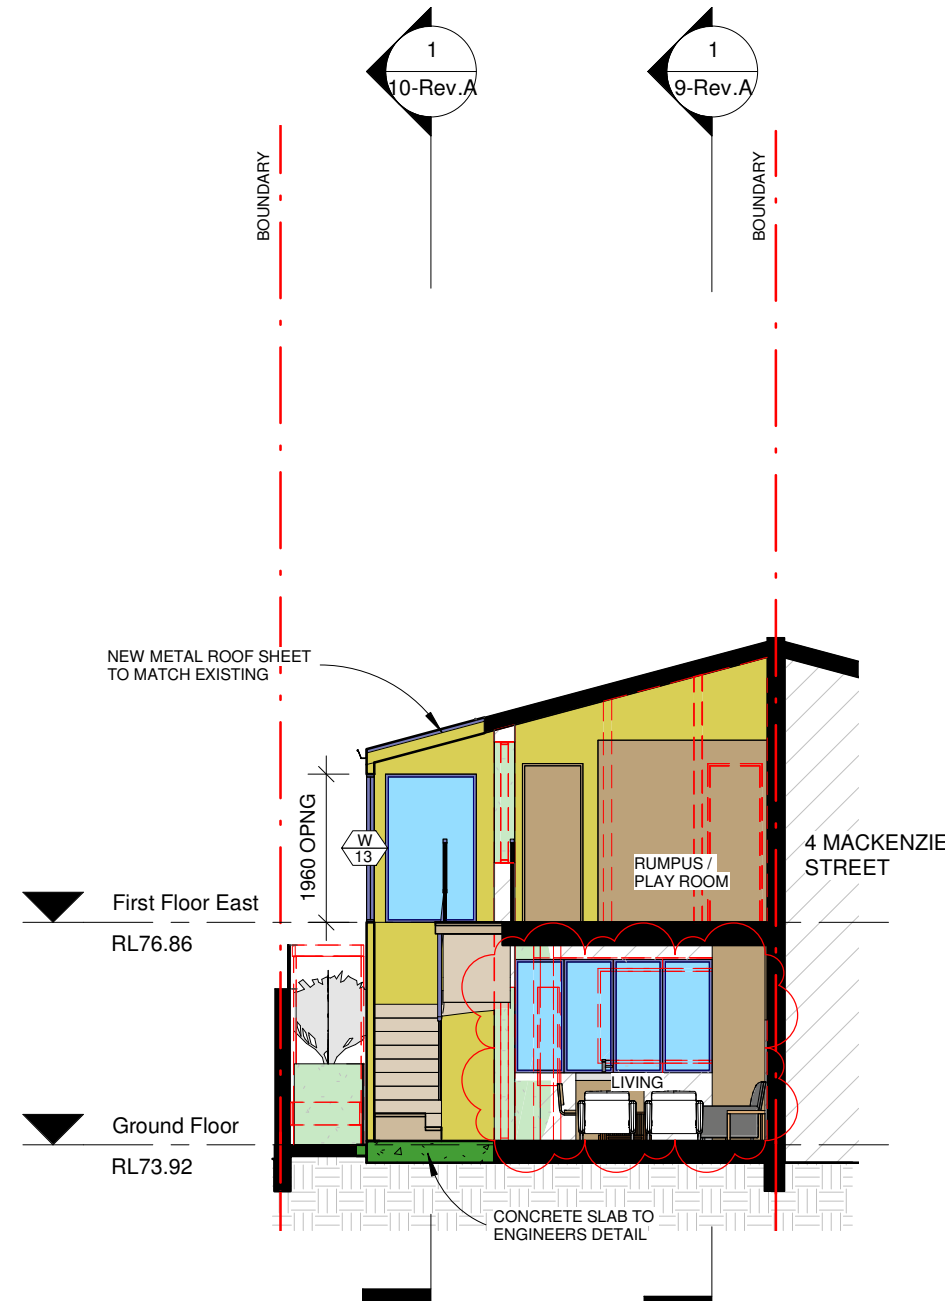 1
10-Rev.A
1
9-Rev.A
BOUNDARY
BOUNDARY
NEW METAL ROOF SHEET
TO MATCH EXISTING
1960 OPNG
W
13
RUMPUS /
PLAY ROOM
4 MACKENZIE
STREET
First Floor East
RL76.86
LIVING
Ground Floor
RL73.92
CONCRETE SLAB TO
ENGINEERS DETAIL